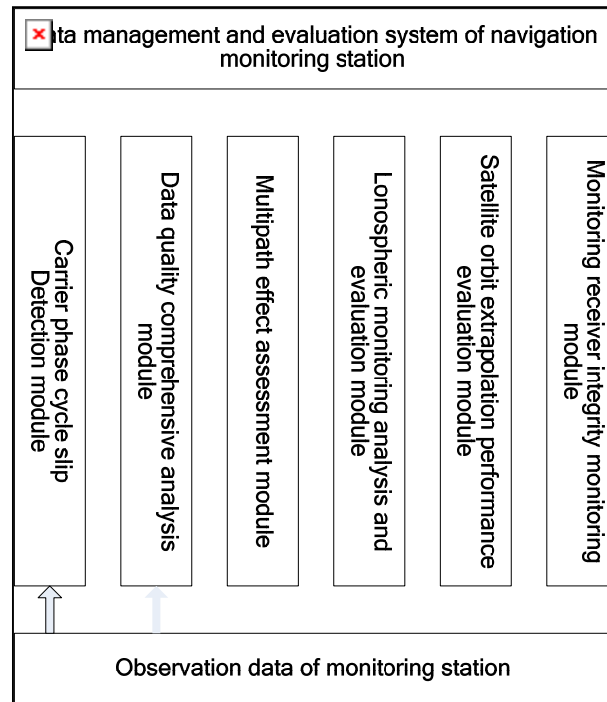 ata management and evaluation system of navigation
monitoring station
Carrier phase cycle slip
Detection module
Data quality comprehensive analysis
module
Multipath effect assessment module
Lonospheric monitoring analysis and
evaluation module
Satellite orbit extrapolation performance
evaluation module
Monitoring receiver integrity monitoring
module
Observation data of monitoring station